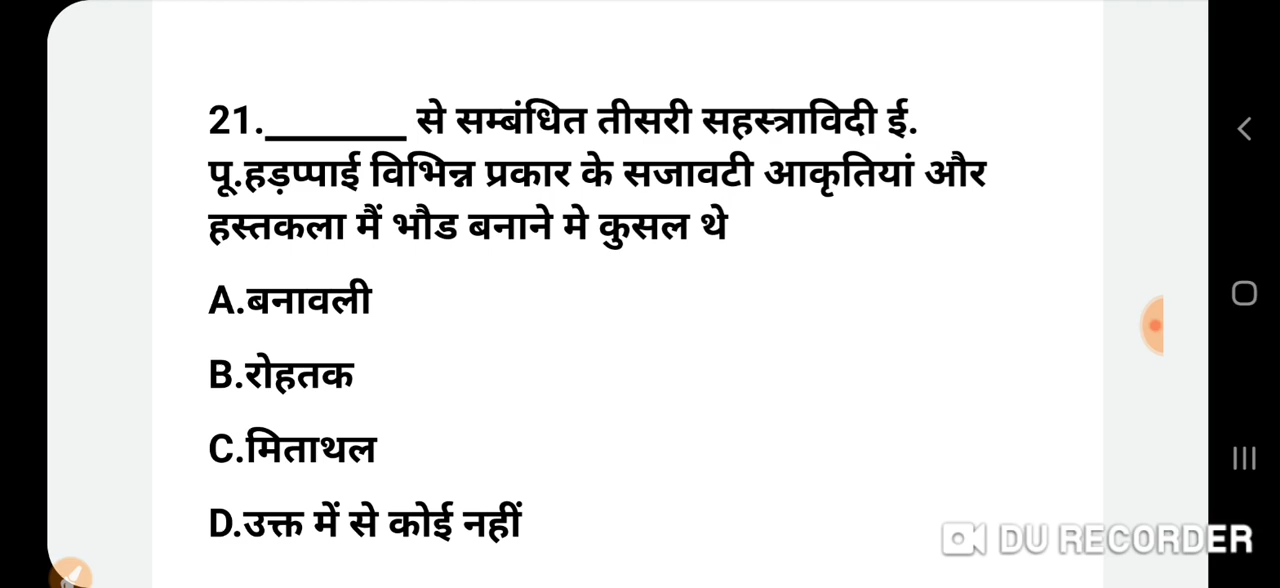 21._______ से सम्बंधित तीसरी सहस्त्राविदी ई.
पू.हड़प्पाई विभिन्न प्रकार के सजावटी आकृतियां और
हस्तकला मैं भौड बनाने मे कुसल थे
A.बनावली
B.रोहतक
C.मिताथल
D.उक्त में से कोई नहीं
DU RECORDER